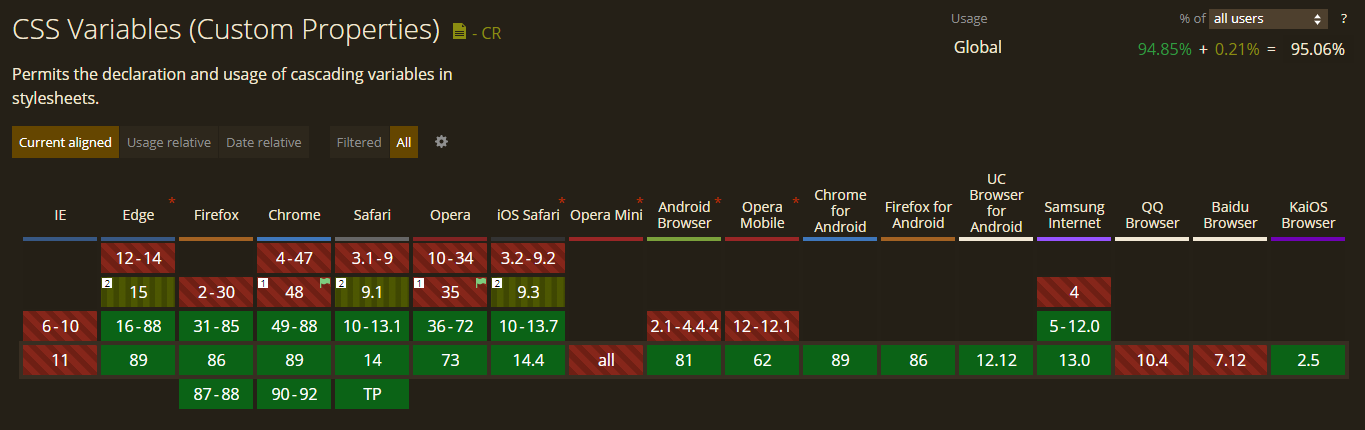 CSS Variables (Custom Properties) - CR
Usage % of all users ?
Global 94.85% + 0.21% = 95.06%
Permits the declaration and usage of cascading variables in
stylesheets.
Current aligned Usage relative Date relative Filtered All
IE Edge * Firefox Chrome Safari Opera iOS Safari * Opera Mini * Android Browser * Opera Mobile * Chrome for Android Firefox for Android UC Browser for Android Samsung Internet QQ Browser Baidu Browser KaiOS Browser
12-14 4-47 3.1-9 10-34 3.2-9.2
2 15 2-30 1 48 2 9.1 1 35 2 9.3 4
6-10 16-88 31-85 49-88 10-13.1 36-72 10-13.7 2.1-4.4.4 12-12.1 5-12.0
11 89 86 89 14 73 14.4 all 81 62 89 86 12.12 13.0 10.4 7.12 2.5
87-88 90-92 TP